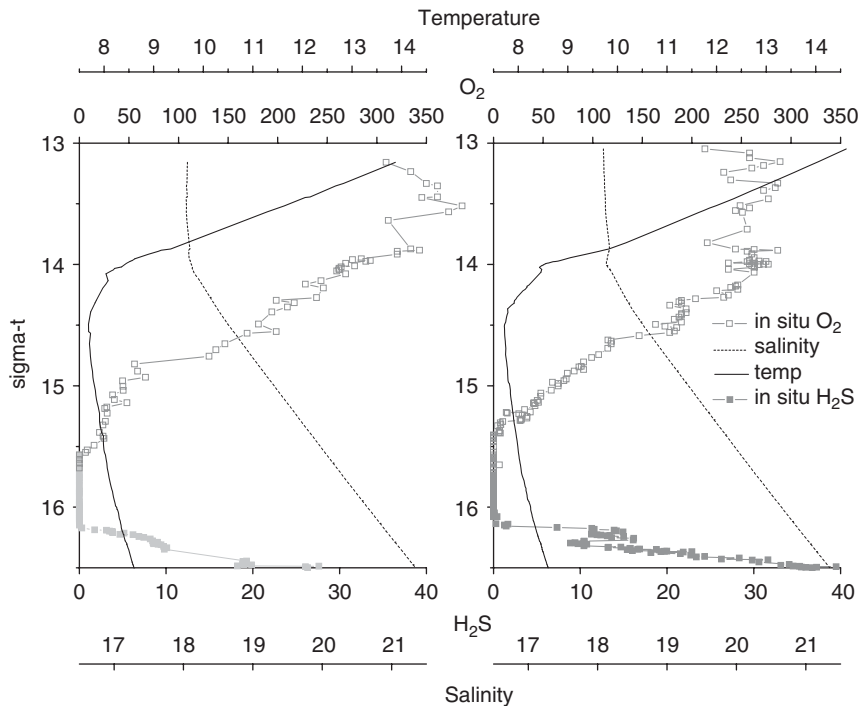 Temperature
8 9 10 11 12 13 14 8 9 10 11 12 13 14
O2
0 50 100 150 200 250 300 350 0 50 100 150 200 250 300 350
13 13
14 14
in situ O2
salinity
temp
in situ H2S
sigma-t
15 15
16 16
0 10 20 30 40 0 10 20 30 40
H2S
17 18 19 20 21 17 18 19 20 21
Salinity